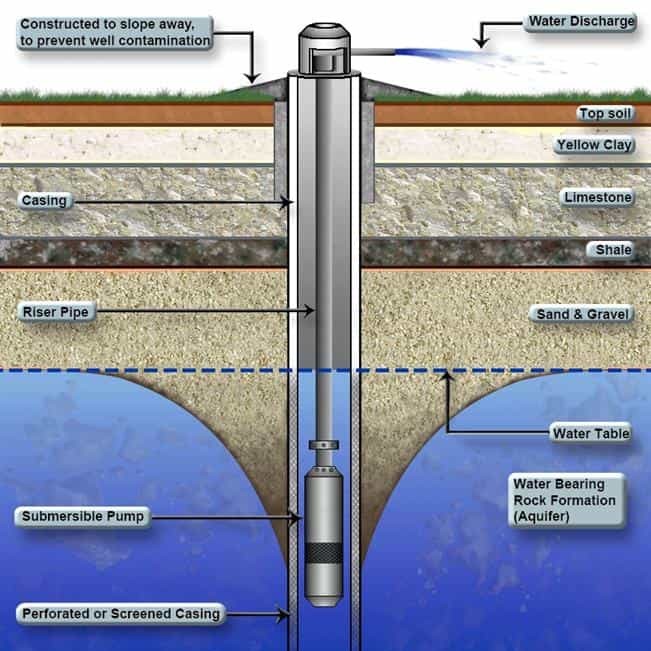 Constructed to slope away,
to prevent well contamination
Water Discharge
Top soil
Yellow Clay
Casing
Limestone
Shale
Riser Pipe
Sand & Gravel
Water Table
Water Bearing
Rock Formation
(Aquifer)
Submersible Pump
Perforated or Screened Casing